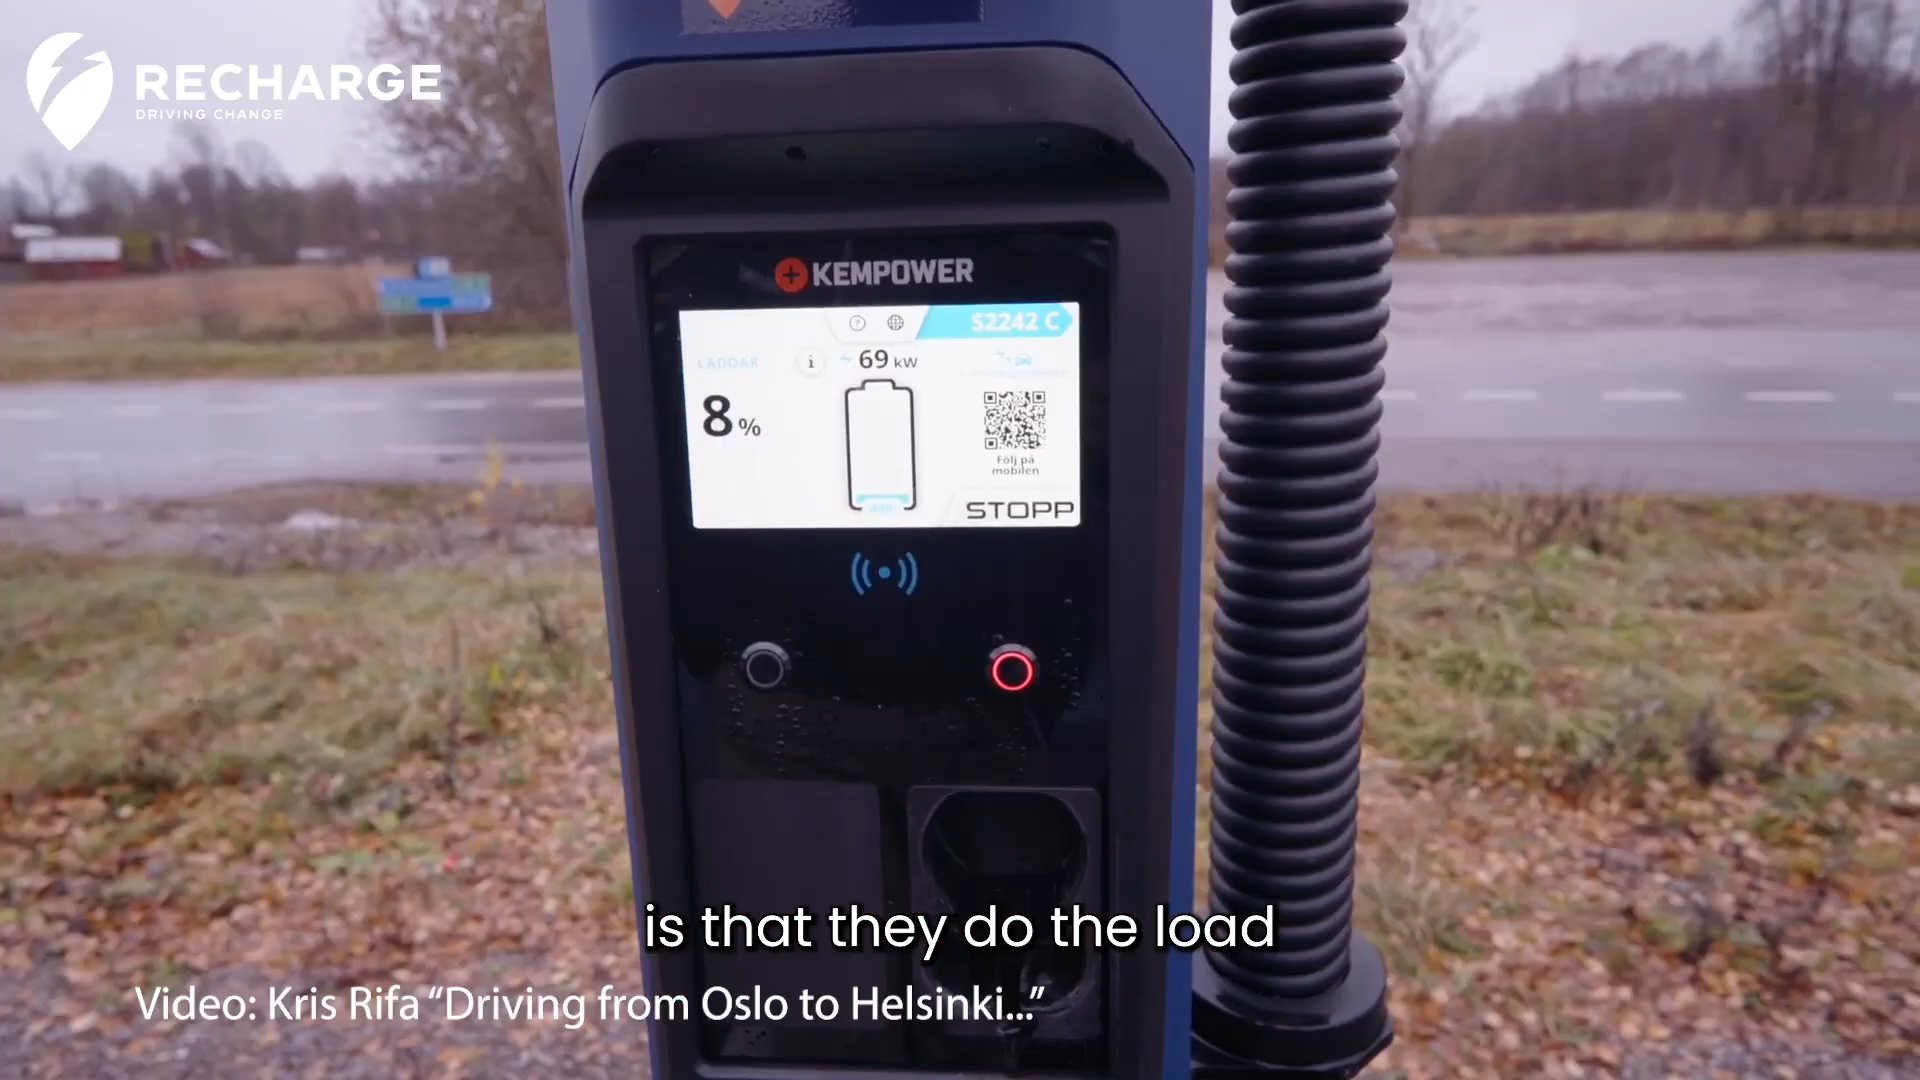 RECHARGE
DRIVING CHANGE
KEMPOWER
S2242 C
LADDAR
i
69 kW
8%
Följ på
mobilen
STOPP
is that they do the load
Video: Kris Rifa “Driving from Oslo to Helsinki...”